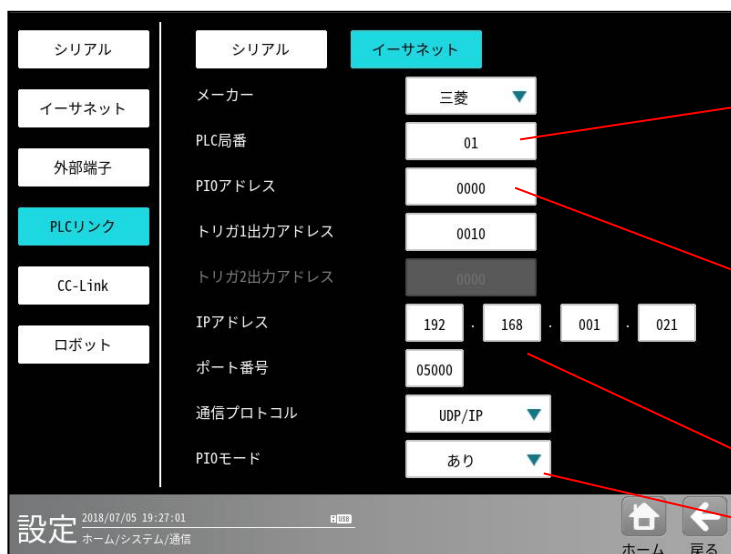 シリアル
イーサネット
外部端子
PLCリンク
CC-Link
ロボット
シリアル イーサネット
メーカー 三菱
PLC局番 01
PIOアドレス 0000
トリガ1出力アドレス 0010
トリガ2出力アドレス 0000
IPアドレス 192 . 168 . 001 . 021
ポート番号 05000
通信プロトコル UDP/IP
PIOモード あり
設定 2018/07/05 19:27:01 USB
ホーム/システム/通信
ホーム 戻る